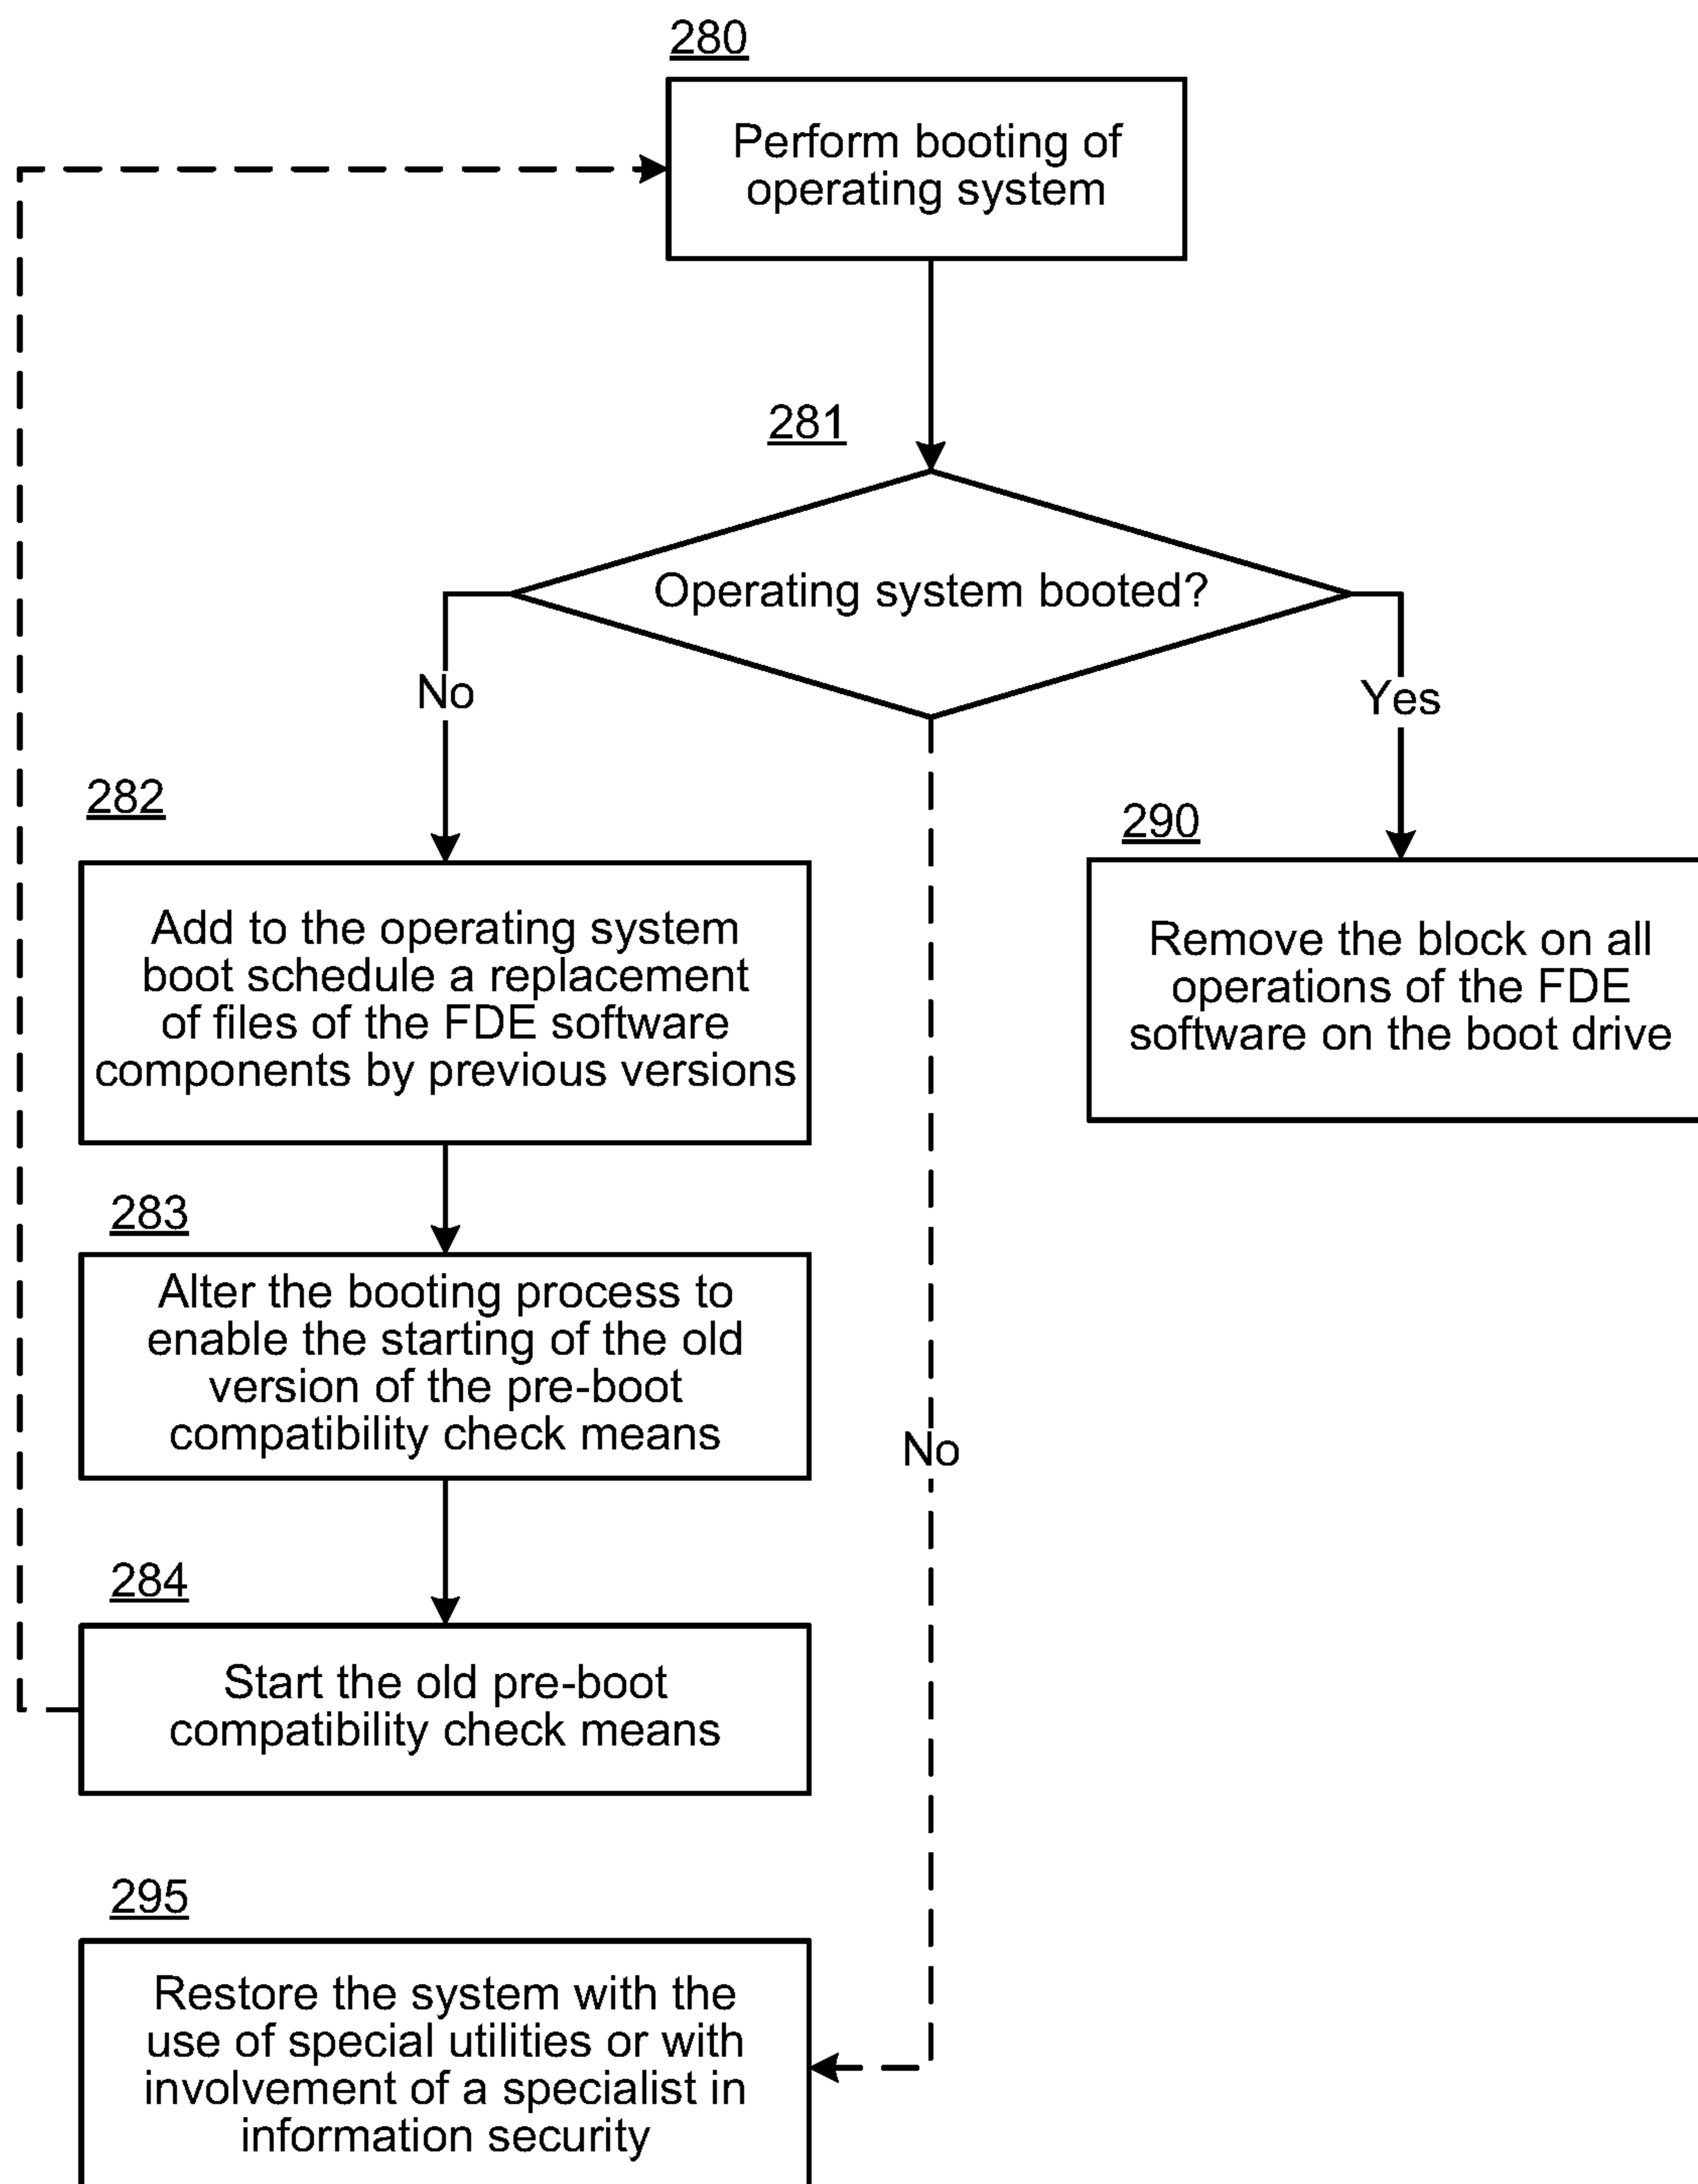 280
Perform booting of
operating system
281
Operating system booted?
No
Yes
282
Add to the operating system
boot schedule a replacement
of files of the FDE software
components by previous versions
290
Remove the block on all
operations of the FDE
software on the boot drive
283
Alter the booting process to
enable the starting of the old
version of the pre-boot
compatibility check means
No
284
Start the old pre-boot
compatibility check means
295
Restore the system with the
use of special utilities or with
involvement of a specialist in
information security